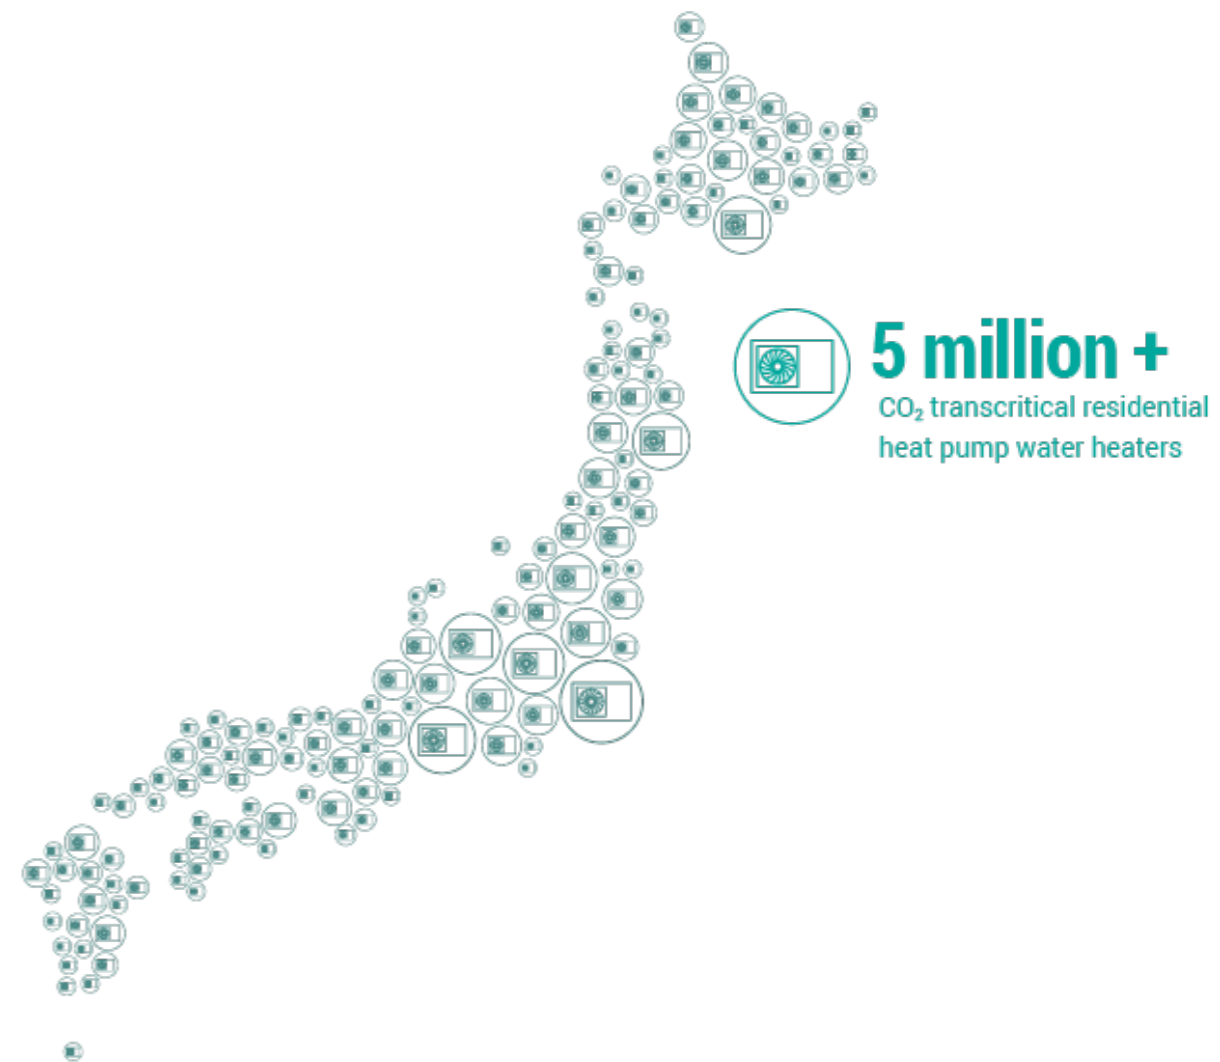 5 million +
CO₂ transcritical residential
heat pump water heaters